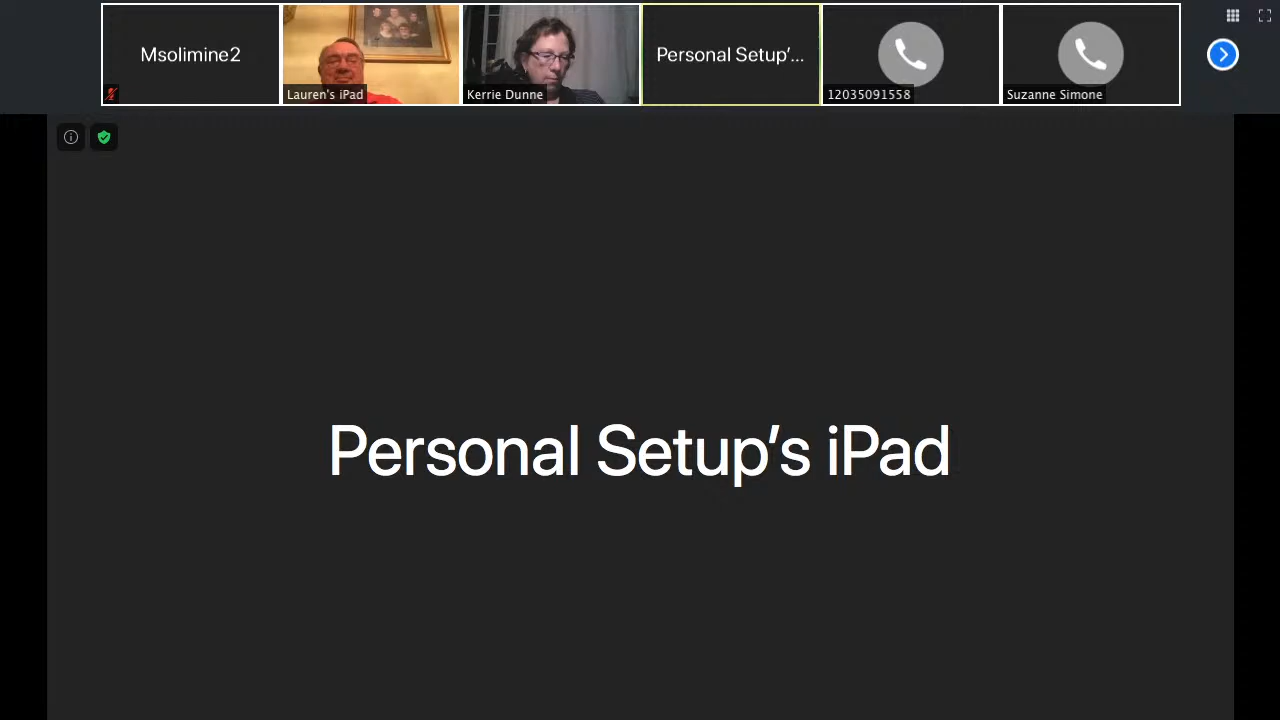 Msolimine2
Lauren's iPad
Kerrie Dunne
Personal Setup’...
12035091558
Suzanne Simone
Personal Setup’s iPad